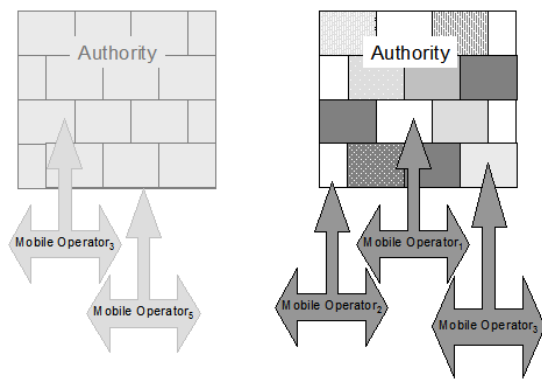 Authority
Authority
Mobile Operator₃
Mobile Operator₁
Mobile Operator₂
Mobile Operator₅
Mobile Operator₃